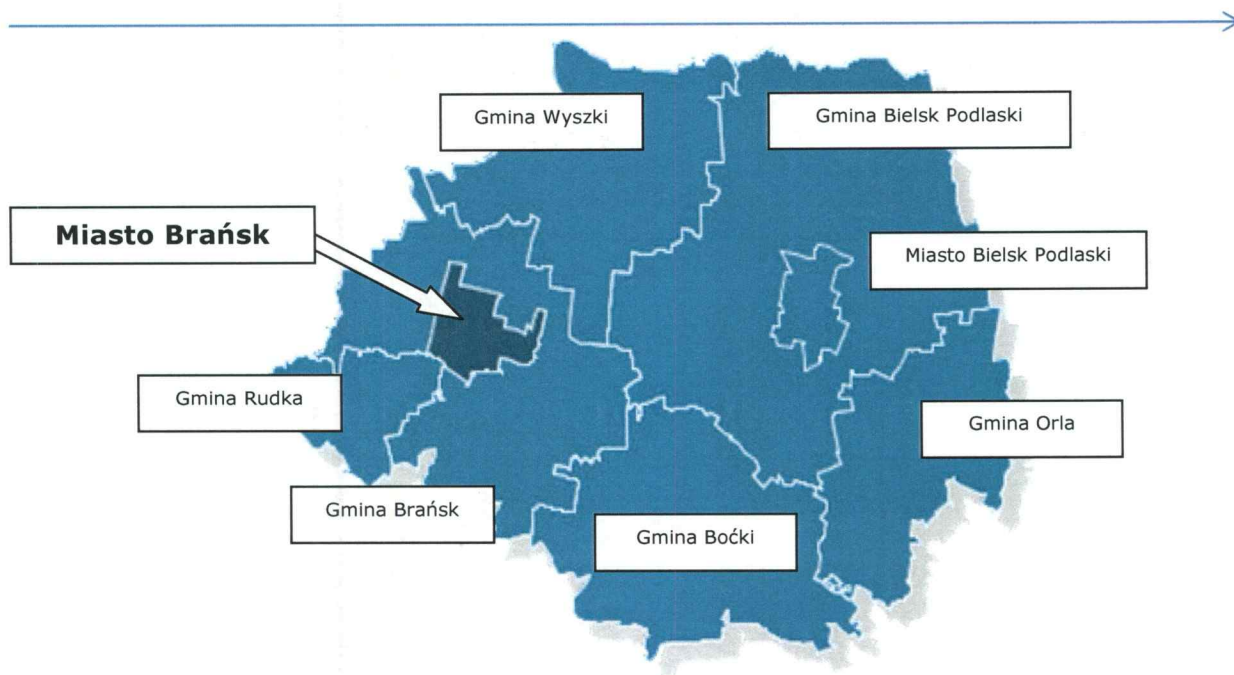 Gmina Wyszki
Gmina Bielsk Podlaski
Miasto Brańsk
Miasto Bielsk Podlaski
Gmina Rudka
Gmina Orla
Gmina Brańsk
Gmina Boćki